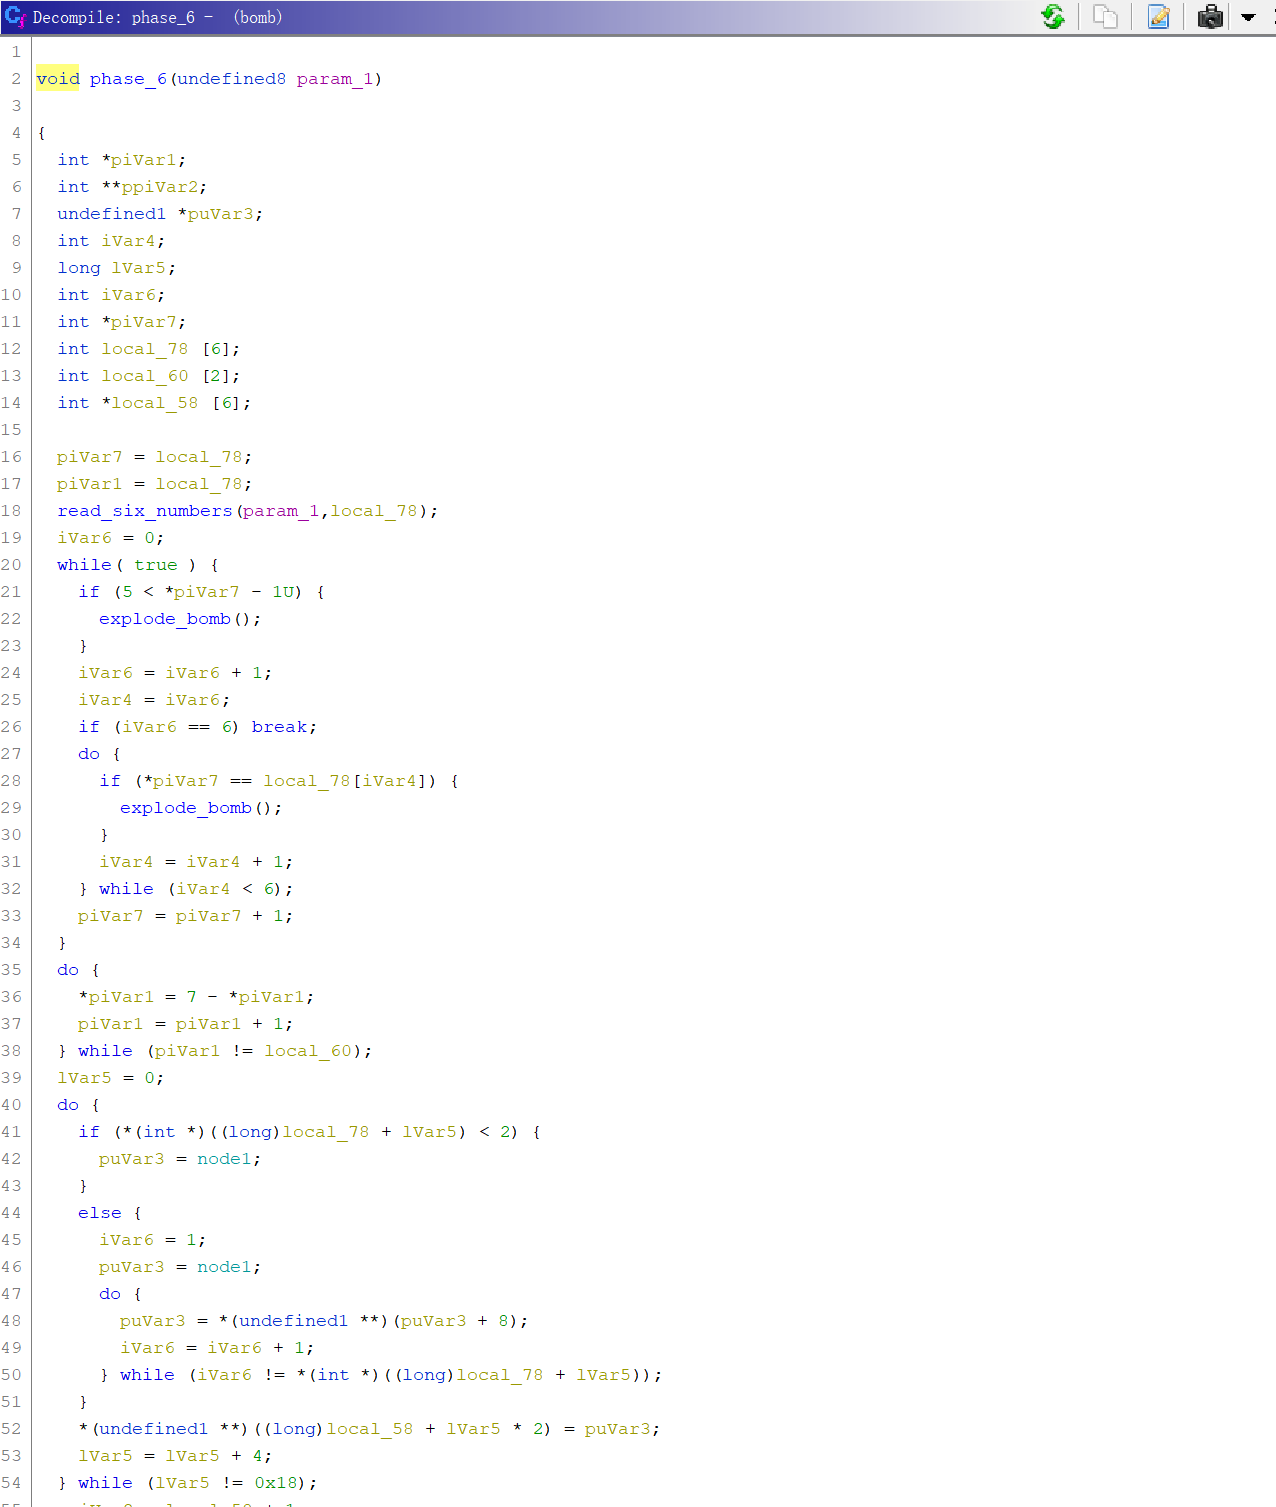 Decompile: phase_6 - (bomb)
1
2 void phase_6(undefined8 param_1)
3
4 {
5 int *piVar1;
6 int **ppiVar2;
7 undefined1 *puVar3;
8 int iVar4;
9 long lVar5;
10 int iVar6;
11 int *piVar7;
12 int local_78 [6];
13 int local_60 [2];
14 int *local_58 [6];
15
16 piVar7 = local_78;
17 piVar1 = local_78;
18 read_six_numbers(param_1,local_78);
19 iVar6 = 0;
20 while( true ) {
21 if (5 < *piVar7 - 1U) {
22 explode_bomb();
23 }
24 iVar6 = iVar6 + 1;
25 iVar4 = iVar6;
26 if (iVar6 == 6) break;
27 do {
28 if (*piVar7 == local_78[iVar4]) {
29 explode_bomb();
30 }
31 iVar4 = iVar4 + 1;
32 } while (iVar4 < 6);
33 piVar7 = piVar7 + 1;
34 }
35 do {
36 *piVar1 = 7 - *piVar1;
37 piVar1 = piVar1 + 1;
38 } while (piVar1 != local_60);
39 lVar5 = 0;
40 do {
41 if (*(int *)((long)local_78 + lVar5) < 2) {
42 puVar3 = node1;
43 }
44 else {
45 iVar6 = 1;
46 puVar3 = node1;
47 do {
48 puVar3 = *(undefined1 **)(puVar3 + 8);
49 iVar6 = iVar6 + 1;
50 } while (iVar6 != *(int *)((long)local_78 + lVar5));
51 }
52 *(undefined1 **)((long)local_58 + lVar5 * 2) = puVar3;
53 lVar5 = lVar5 + 4;
54 } while (lVar5 != 0x18);